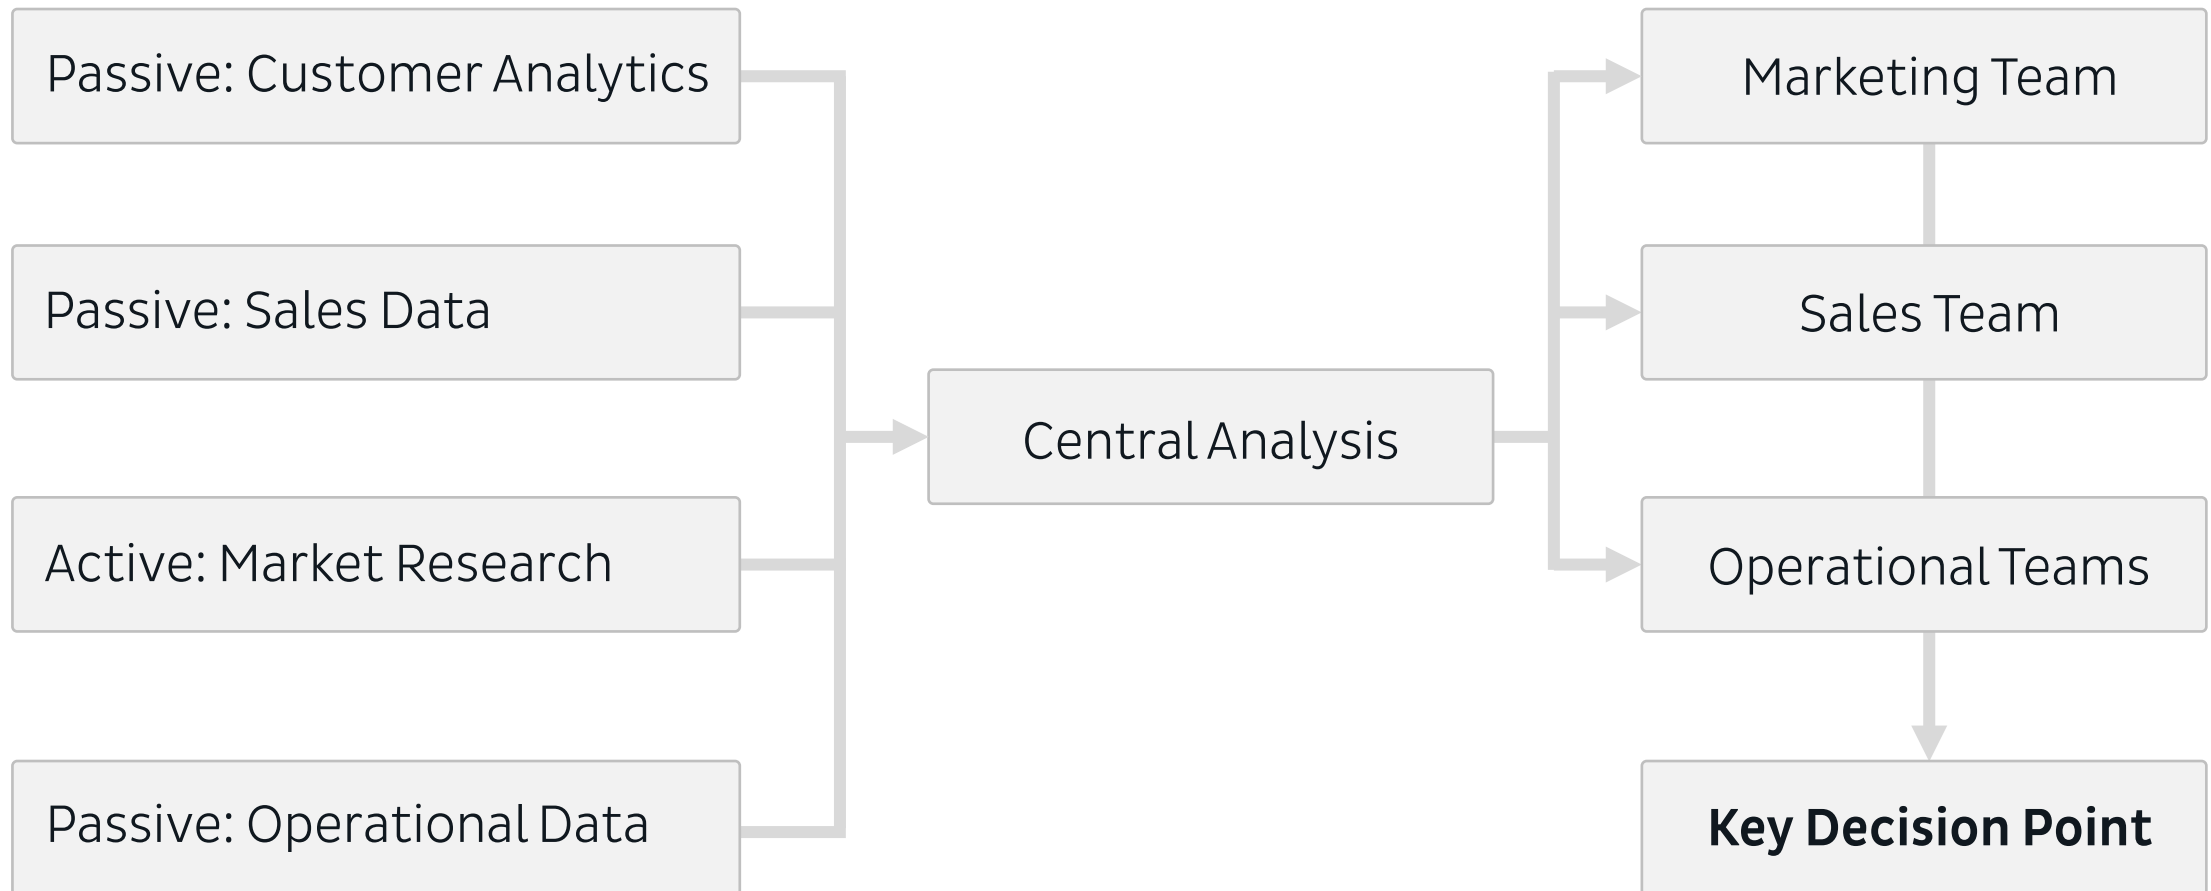 Passive: Customer Analytics
Passive: Sales Data
Active: Market Research
Passive: Operational Data
Central Analysis
Marketing Team
Sales Team
Operational Teams
Key Decision Point